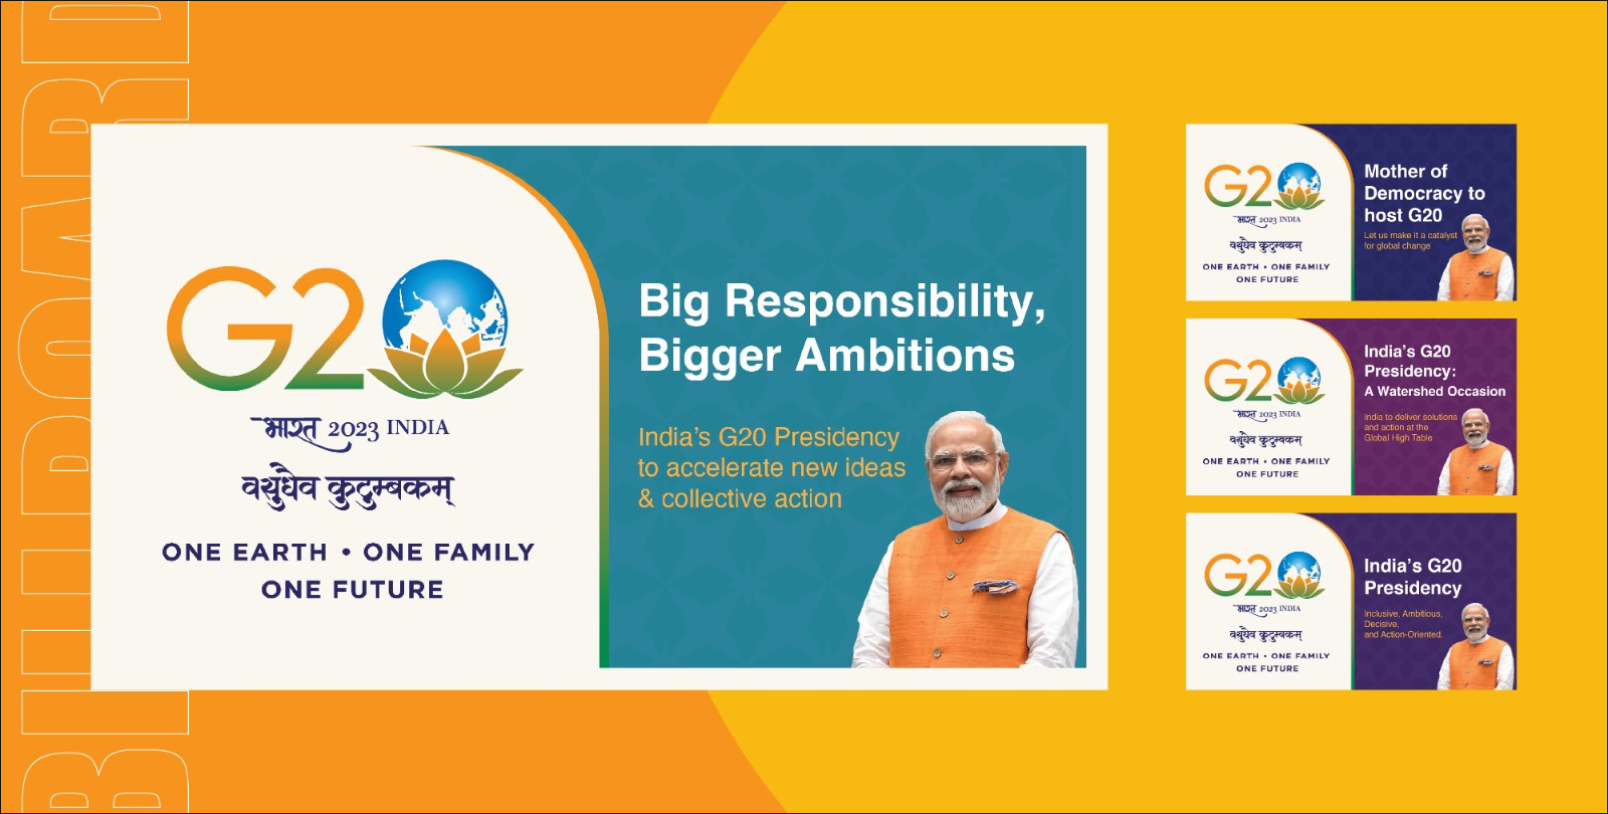 BILLBOARD
G20
भारत 2023 INDIA
वसुधैव कुटुम्बकम्
ONE EARTH • ONE FAMILY
ONE FUTURE
Big Responsibility,
Bigger Ambitions
India's G20 Presidency
to accelerate new ideas
& collective action
G20
भारत 2023 INDIA
वसुधैव कुटुम्बकम्
ONE EARTH • ONE FAMILY
ONE FUTURE
Mother of
Democracy to
host G20
Let us make it a catalyst
for global change
G20
भारत 2023 INDIA
वसुधैव कुटुम्बकम्
ONE EARTH • ONE FAMILY
ONE FUTURE
India's G20
Presidency:
A Watershed Occasion
India to deliver solutions
and action at the
Global High Table
G20
भारत 2023 INDIA
वसुधैव कुटुम्बकम्
ONE EARTH • ONE FAMILY
ONE FUTURE
India's G20
Presidency
Inclusive, Ambitious,
Decisive,
and Action-Oriented.